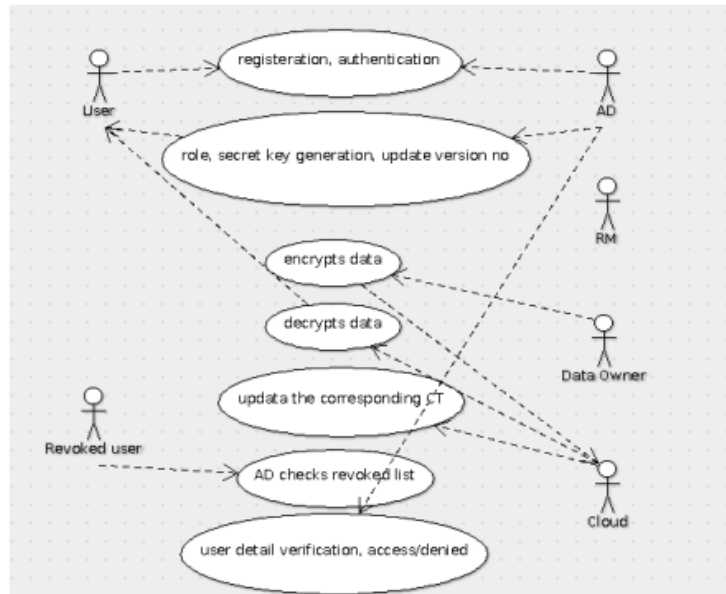 registeration, authentication
User
AD
role, secret key generation, update version no
RM
encrypts data
decrypts data
Data Owner
updata the corresponding CT
Revoked user
AD checks revoked list
Cloud
user detail verification, access/denied